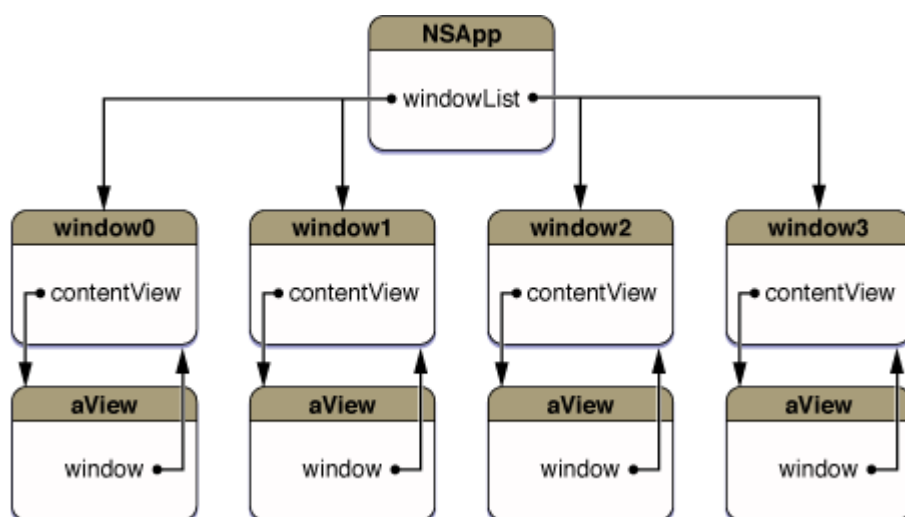 NSApp
windowList
window0 window1 window2 window3
contentView contentView contentView contentView
aView aView aView aView
window window window window